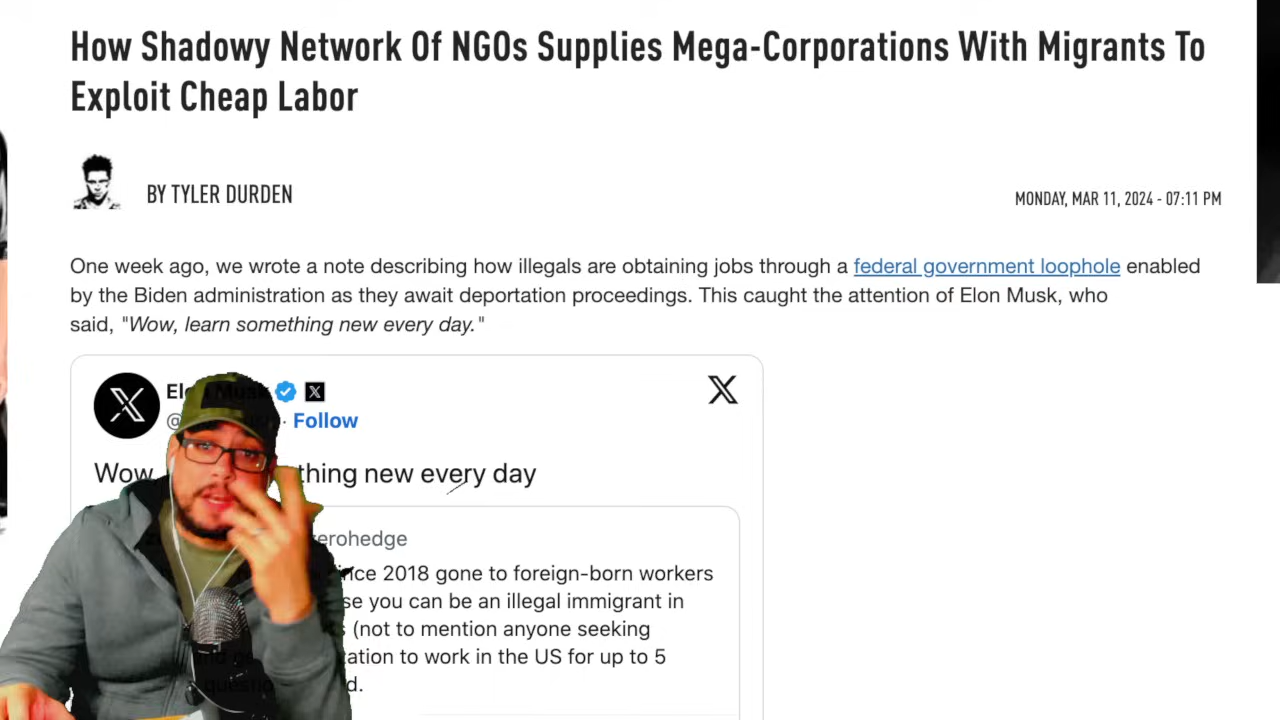 How Shadowy Network Of NGOs Supplies Mega-Corporations With Migrants To
Exploit Cheap Labor
BY TYLER DURDEN
MONDAY, MAR 11, 2024 - 07:11 PM
One week ago, we wrote a note describing how illegals are obtaining jobs through a federal government loophole enabled
by the Biden administration as they await deportation proceedings. This caught the attention of Elon Musk, who
said, "Wow, learn something new every day."
Elon Musk
· Follow
Wow, thing new every day
zerohedge
since 2018 gone to foreign-born workers
you can be an illegal immigrant in
(not to mention anyone seeking
to work in the US for up to 5